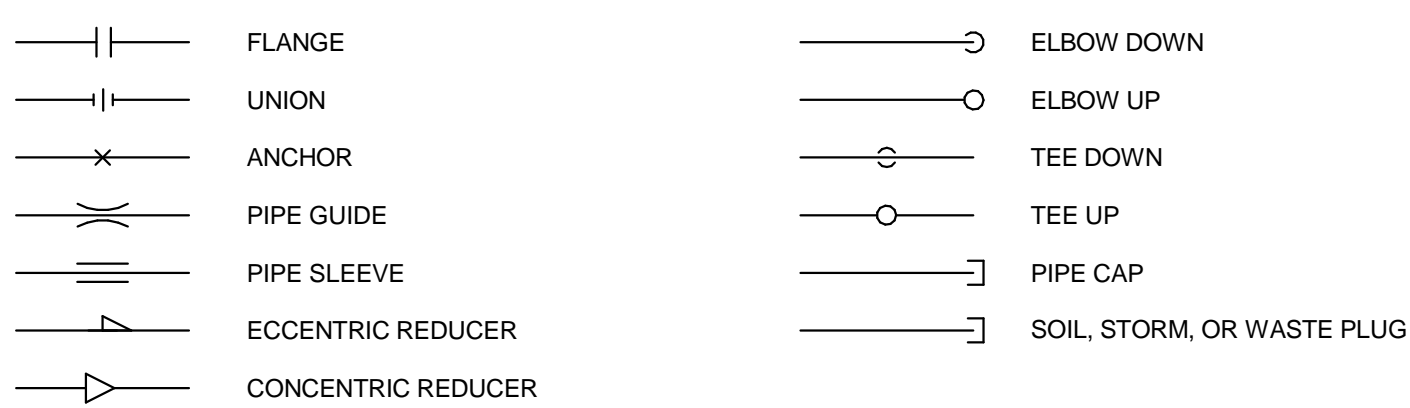 FLANGE
UNION
ANCHOR
PIPE GUIDE
PIPE SLEEVE
ECCENTRIC REDUCER
CONCENTRIC REDUCER
ELBOW DOWN
ELBOW UP
TEE DOWN
TEE UP
PIPE CAP
SOIL, STORM, OR WASTE PLUG